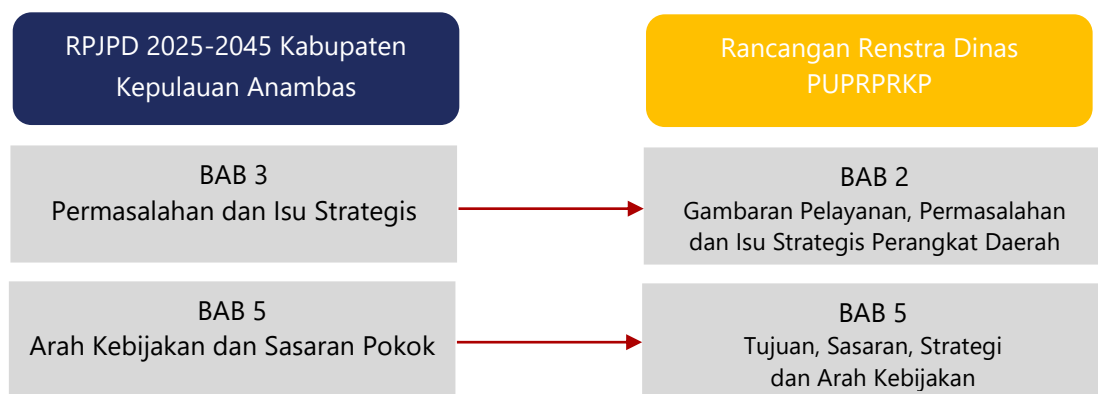 RPJPD 2025-2045 Kabupaten
Kepulauan Anambas
Rancangan Renstra Dinas
PUPRPRKP
BAB 3
Permasalahan dan Isu Strategis
BAB 2
Gambaran Pelayanan, Permasalahan
dan Isu Strategis Perangkat Daerah
BAB 5
Arah Kebijakan dan Sasaran Pokok
BAB 5
Tujuan, Sasaran, Strategi
dan Arah Kebijakan